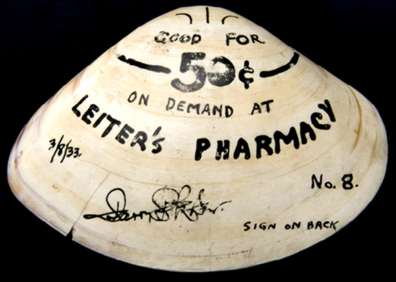 GOOD FOR
50¢
ON DEMAND AT
LEITER'S PHARMACY
3/8/33.
No. 8.
SIGN ON BACK